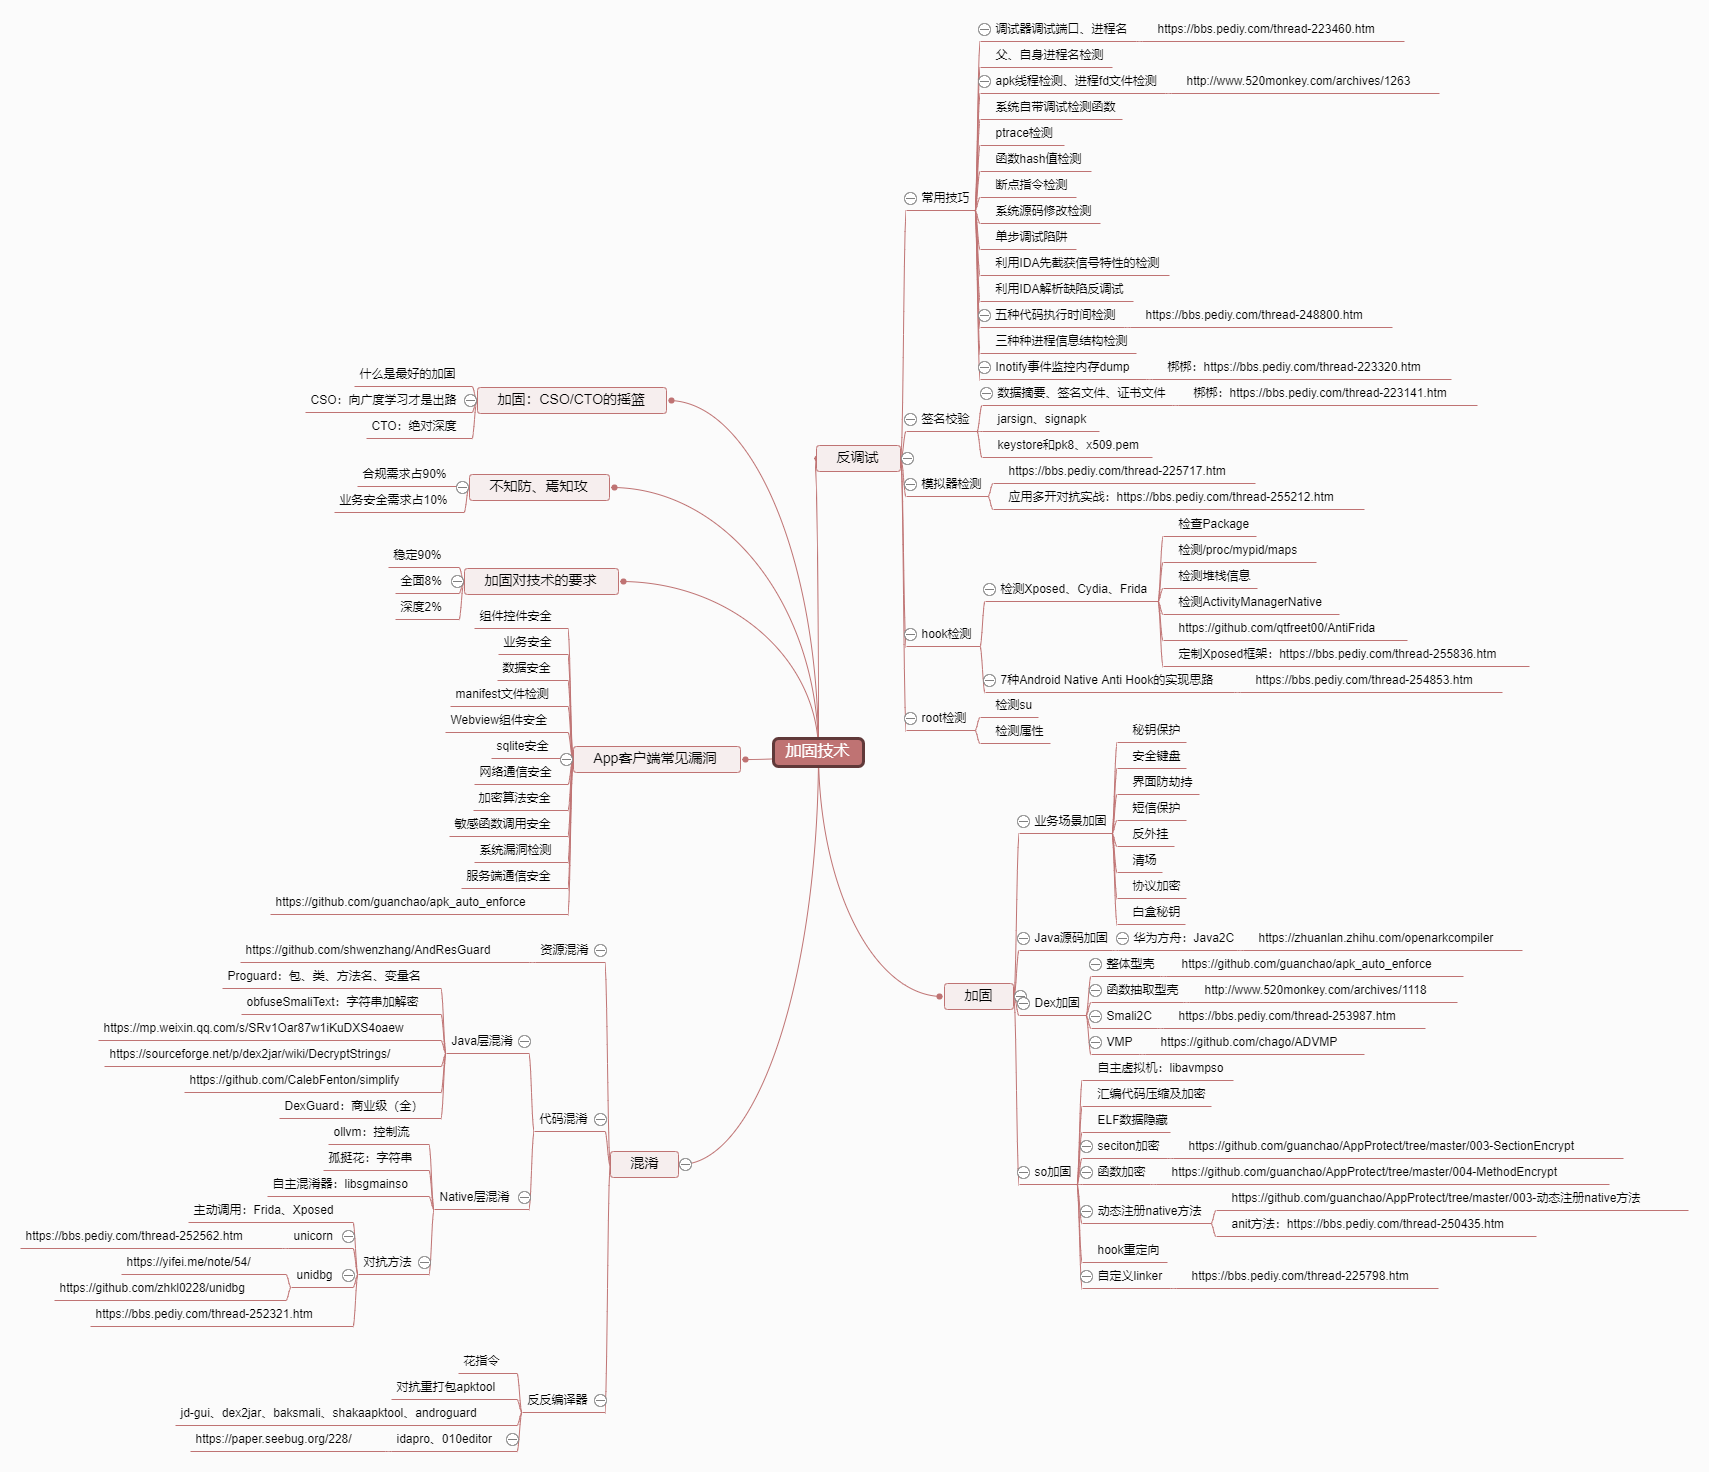 加固技术
反调试
常用技巧
调试器调试端口、进程名 https://bbs.pediy.com/thread-223460.htm
父、自身进程名检测
apk线程检测、进程fd文件检测 http://www.520monkey.com/archives/1263
系统自带调试检测函数
ptrace检测
函数hash值检测
断点指令检测
系统源码修改检测
单步调试陷阱
利用IDA先截获信号特性的检测
利用IDA解析缺陷反调试
五种代码执行时间检测 https://bbs.pediy.com/thread-248800.htm
三种种进程信息结构检测
Inotify事件监控内存dump 梆梆：https://bbs.pediy.com/thread-223320.htm
签名校验
数据摘要、签名文件、证书文件 梆梆：https://bbs.pediy.com/thread-223141.htm
jarsign、signapk
keystore和pk8、x509.pem
模拟器检测
https://bbs.pediy.com/thread-225717.htm
应用多开对抗实战：https://bbs.pediy.com/thread-255212.htm
hook检测
检测Xposed、Cydia、Frida
检查Package
检测/proc/mypid/maps
检测堆栈信息
检测ActivityManagerNative
https://github.com/qtfreet00/AntiFrida
定制Xposed框架：https://bbs.pediy.com/thread-255836.htm
7种Android Native Anti Hook的实现思路 https://bbs.pediy.com/thread-254853.htm
root检测
检测su
检测属性
加固
业务场景加固
秘钥保护
安全键盘
界面防劫持
短信保护
反外挂
清场
协议加密
白盒秘钥
Java源码加固 华为方舟：Java2C https://zhuanlan.zhihu.com/openarkcompiler
Dex加固
整体型壳 https://github.com/guanchao/apk_auto_enforce
函数抽取型壳 http://www.520monkey.com/archives/1118
Smali2C https://bbs.pediy.com/thread-253987.htm
VMP https://github.com/chago/ADVMP
so加固
自主虚拟机：libavmpso
汇编代码压缩及加密
ELF数据隐藏
seciton加密 https://github.com/guanchao/AppProtect/tree/master/003-SectionEncrypt
函数加密 https://github.com/guanchao/AppProtect/tree/master/004-MethodEncrypt
动态注册native方法
https://github.com/guanchao/AppProtect/tree/master/003-动态注册native方法
anit方法：https://bbs.pediy.com/thread-250435.htm
hook重定向
自定义linker https://bbs.pediy.com/thread-225798.htm
加固：CSO/CTO的摇篮
什么是最好的加固
CSO：向广度学习才是出路
CTO：绝对深度
不知防、焉知攻
合规需求占90%
业务安全需求占10%
加固对技术的要求
稳定90%
全面8%
深度2%
App客户端常见漏洞
组件控件安全
业务安全
数据安全
manifest文件检测
Webview组件安全
sqlite安全
网络通信安全
加密算法安全
敏感函数调用安全
系统漏洞检测
服务端通信安全
https://github.com/guanchao/apk_auto_enforce
混淆
资源混淆 https://github.com/shwenzhang/AndResGuard
代码混淆
Java层混淆
Proguard：包、类、方法名、变量名
obfuseSmaliText：字符串加解密
https://mp.weixin.qq.com/s/SRv1Oar87w1iKuDXS4oaew
https://sourceforge.net/p/dex2jar/wiki/DecryptStrings/
https://github.com/CalebFenton/simplify
DexGuard：商业级（全）
Native层混淆
ollvm：控制流
孤挺花：字符串
自主混淆器：libsgmainso
对抗方法
主动调用：Frida、Xposed
unicorn https://bbs.pediy.com/thread-252562.htm
unidbg
https://yifei.me/note/54/
https://github.com/zhkl0228/unidbg
https://bbs.pediy.com/thread-252321.htm
反反编译器
花指令
对抗重打包apktool
jd-gui、dex2jar、baksmali、shakaapktool、androguard
idapro、010editor https://paper.seebug.org/228/